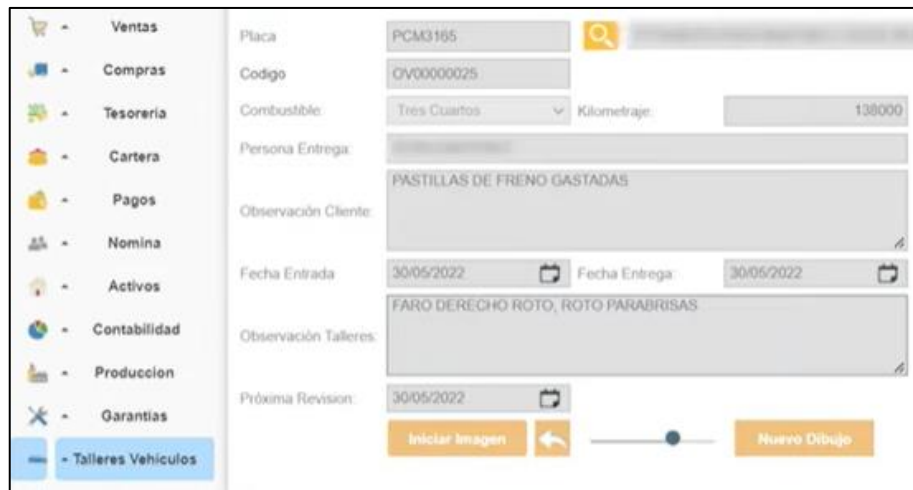 Ventas
Compras
Tesoreria
Cartera
Pagos
Nomina
Activos
Contabilidad
Produccion
Garantias
- Talleres Vehiculos
Placa PCM3165
Codigo OV00000025
Combustible: Tres Cuartos Kilometraje: 138000
Persona Entrega:
Observación Cliente: PASTILLAS DE FRENO GASTADAS
Fecha Entrada 30/05/2022 Fecha Entrega: 30/05/2022
Observación Talleres: FARO DERECHO ROTO, ROTO PARABRISAS
Próxima Revision: 30/05/2022
Iniciar Imagen Nuevo Dibujo